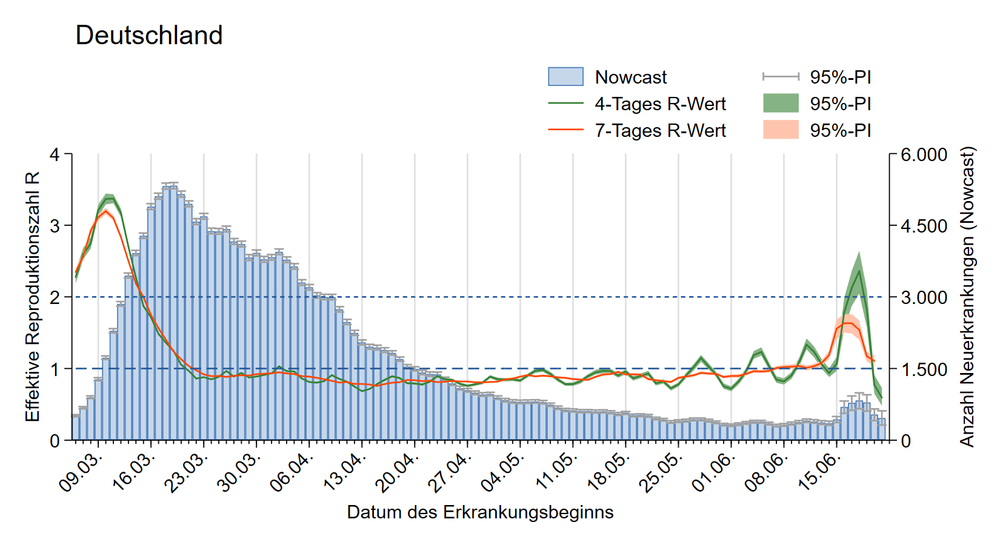 Deutschland
Nowcast 95%-PI
4-Tages R-Wert 95%-PI
7-Tages R-Wert 95%-PI
Effektive Reproduktionszahl R
4
3
2
1
0
6.000
4.500
3.000
1.500
0
Anzahl Neuerkrankungen (Nowcast)
09.03. 16.03. 23.03. 30.03. 06.04. 13.04. 20.04. 27.04. 04.05. 11.05. 18.05. 25.05. 01.06. 08.06. 15.06.
Datum des Erkrankungsbeginns